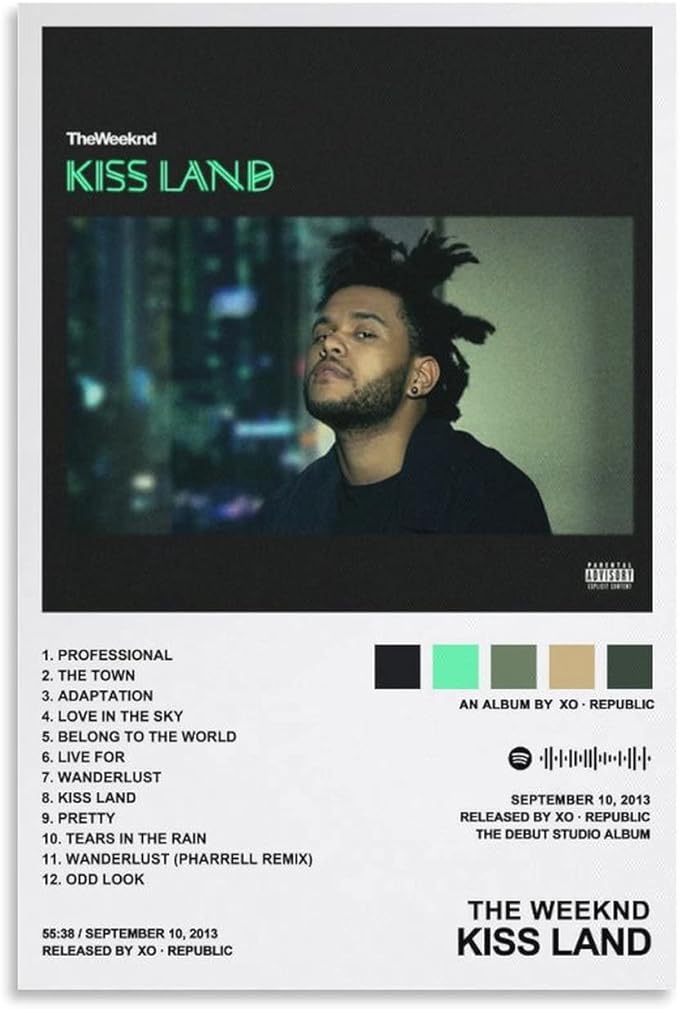 TheWeeknd
KISS LAND
PARENTAL
ADVISORY
EXPLICIT CONTENT
1. PROFESSIONAL
2. THE TOWN
3. ADAPTATION
4. LOVE IN THE SKY
5. BELONG TO THE WORLD
6. LIVE FOR
7. WANDERLUST
8. KISS LAND
9. PRETTY
10. TEARS IN THE RAIN
11. WANDERLUST (PHARRELL REMIX)
12. ODD LOOK
55:38 / SEPTEMBER 10, 2013
RELEASED BY XO · REPUBLIC
AN ALBUM BY XO · REPUBLIC
SEPTEMBER 10, 2013
RELEASED BY XO · REPUBLIC
THE DEBUT STUDIO ALBUM
THE WEEKND
KISS LAND